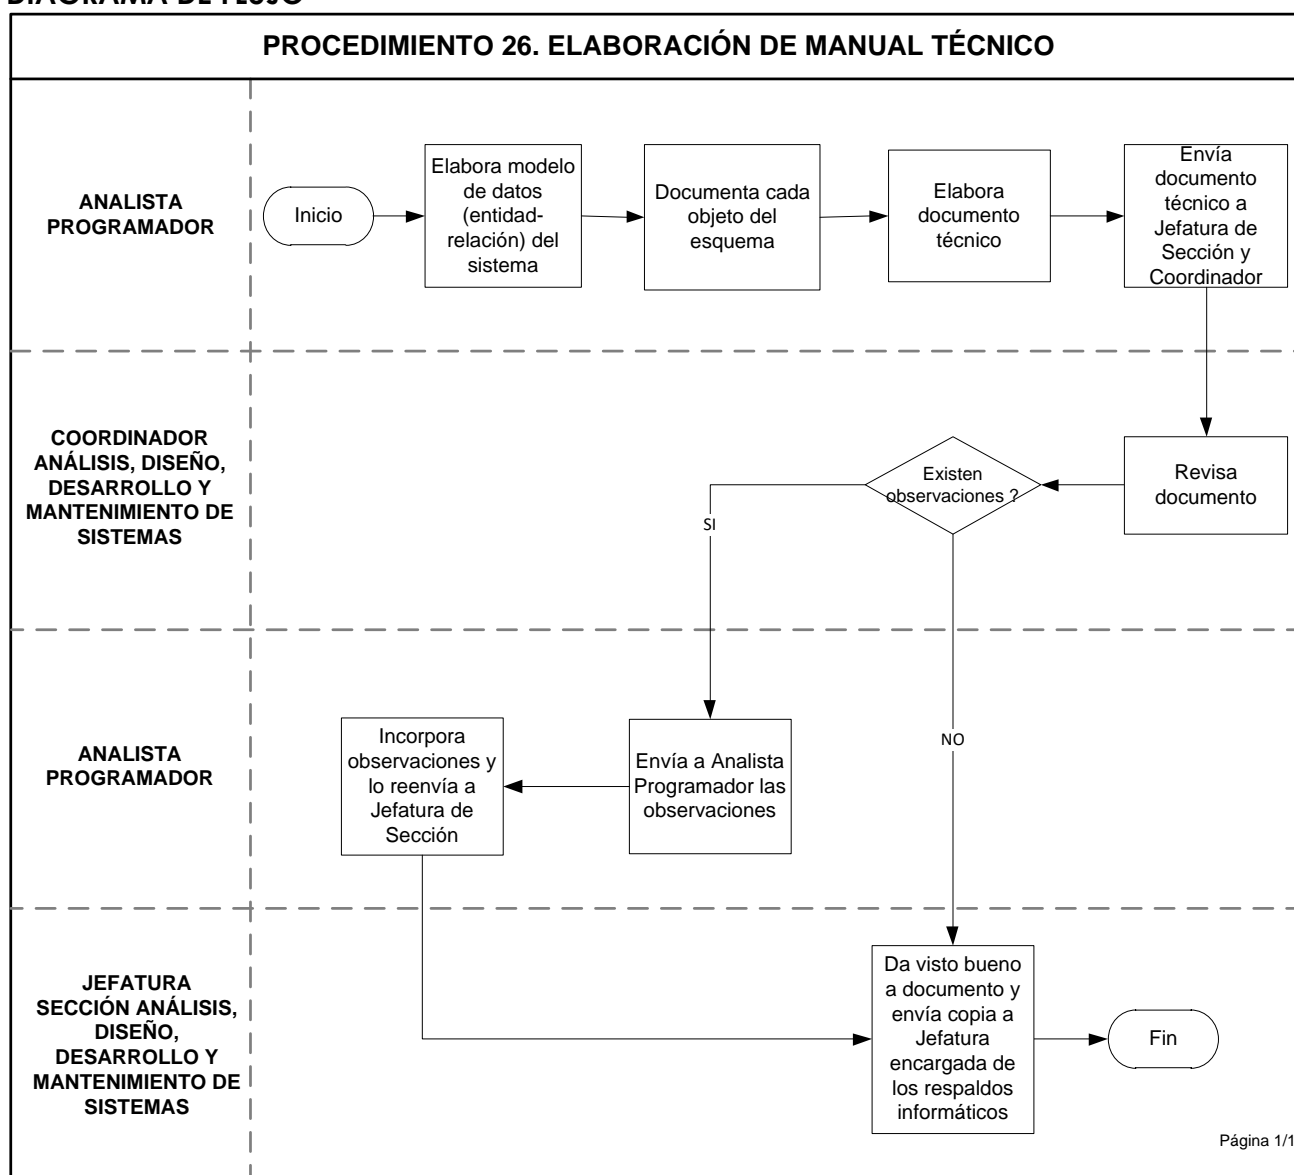 DIAGRAMA DE FLUJO
PROCEDIMIENTO 26. ELABORACIÓN DE MANUAL TÉCNICO
ANALISTA
PROGRAMADOR
Inicio
Elabora modelo
de datos
(entidad-
relación) del
sistema
Documenta cada
objeto del
esquema
Elabora
documento
técnico
Envía
documento
técnico a
Jefatura de
Sección y
Coordinador
COORDINADOR
ANÁLISIS, DISEÑO,
DESARROLLO Y
MANTENIMIENTO DE
SISTEMAS
Existen
observaciones ?
Revisa
documento
SI
NO
ANALISTA
PROGRAMADOR
Incorpora
observaciones y
lo reenvía a
Jefatura de
Sección
Envía a Analista
Programador las
observaciones
JEFATURA
SECCIÓN ANÁLISIS,
DISEÑO,
DESARROLLO Y
MANTENIMIENTO DE
SISTEMAS
Da visto bueno
a documento y
envía copia a
Jefatura
encargada de
los respaldos
informáticos
Fin
Página 1/1